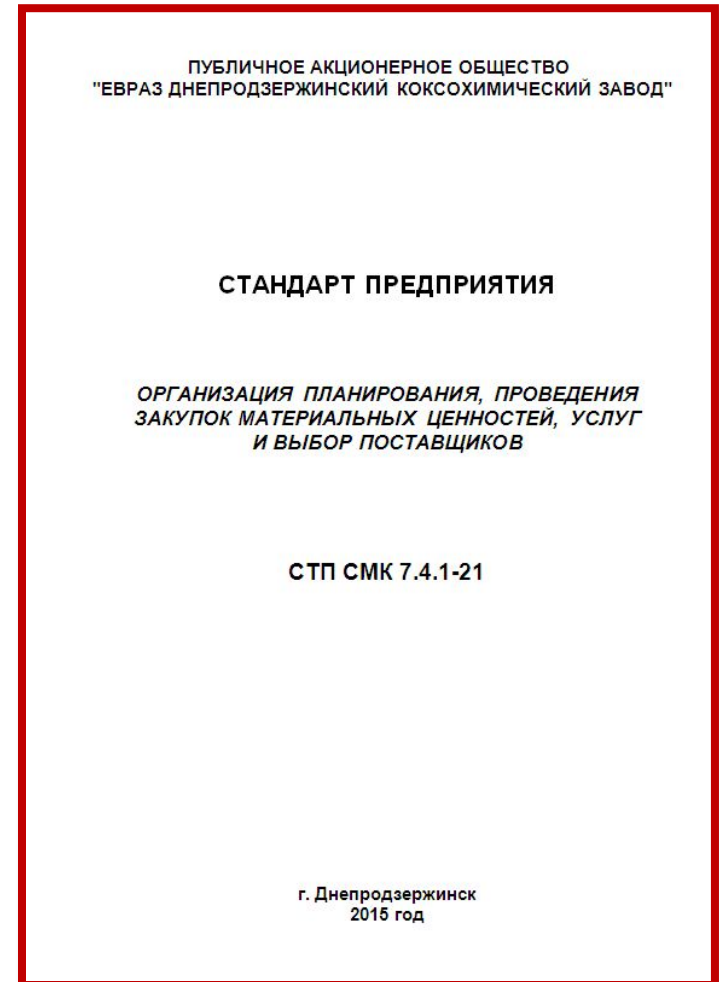 ПУБЛИЧНОЕ АКЦИОНЕРНОЕ ОБЩЕСТВО
"ЕВРАЗ ДНЕПРОДЗЕРЖИНСКИЙ КОКСОХИМИЧЕСКИЙ ЗАВОД"
СТАНДАРТ ПРЕДПРИЯТИЯ
ОРГАНИЗАЦИЯ ПЛАНИРОВАНИЯ, ПРОВЕДЕНИЯ
ЗАКУПОК МАТЕРИАЛЬНЫХ ЦЕННОСТЕЙ, УСЛУГ
И ВЫБОР ПОСТАВЩИКОВ
СТП СМК 7.4.1-21
г. Днепродзержинск
2015 год